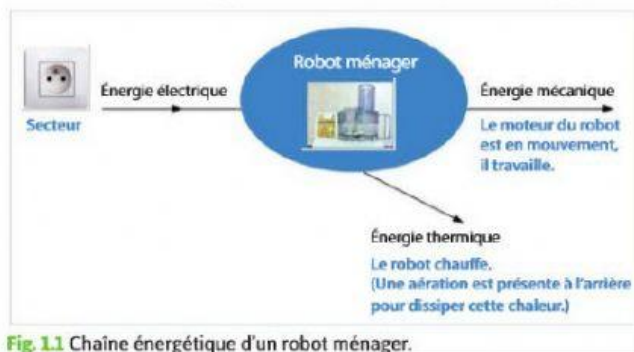 Robot ménager
Énergie électrique
Secteur
Énergie mécanique
Le moteur du robot
est en mouvement,
il travaille.
Énergie thermique
Le robot chauffe.
(Une aération est présente à l'arrière
pour dissiper cette chaleur.)
Fig. 1.1 Chaîne énergétique d'un robot ménager.